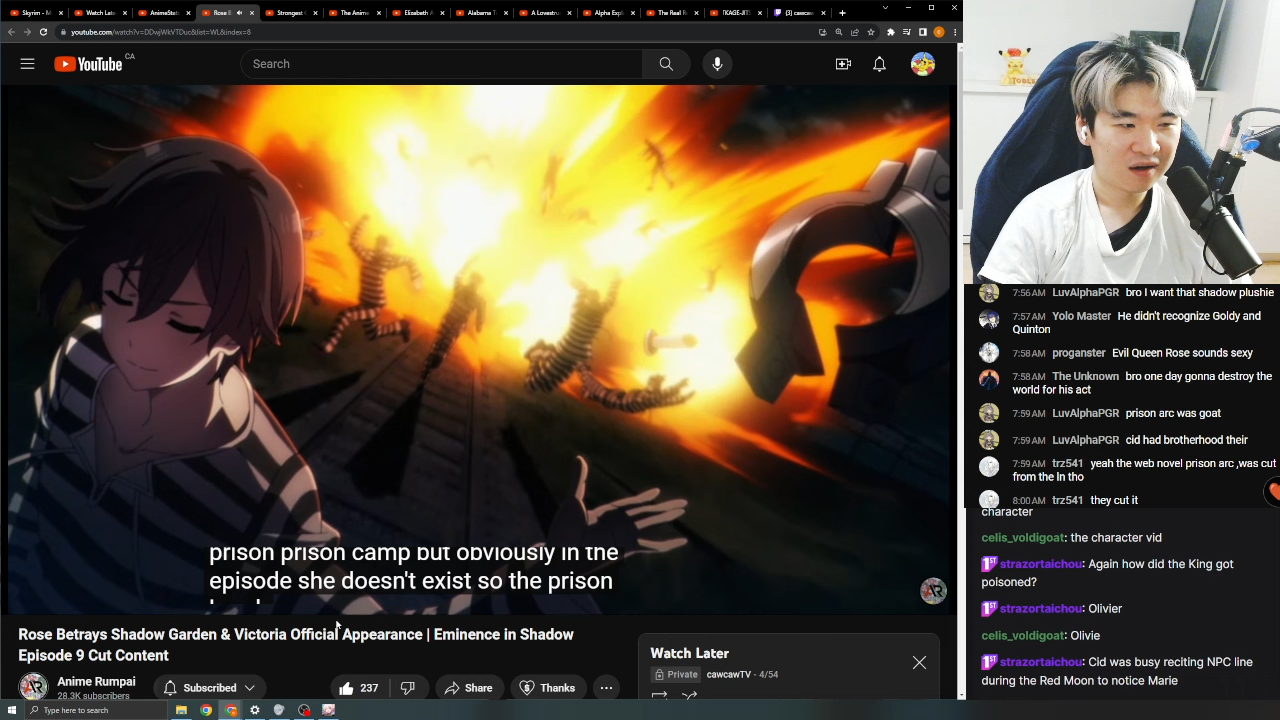 Skyrim - M
Watch Late
AnimeStati
Rose B
Strongest I
The Anime
Elizabeth A
Alabama T
A Lovestru
Alpha Expl
The Real R
(3) cawcaw
youtube.com/watch?v=DDwjWkVTDuc&list=WL&index=8
YouTube CA
Search
prison prison camp but obviously in the
episode she doesn't exist so the prison
AR
Rose Betrays Shadow Garden & Victoria Official Appearance | Eminence in Shadow
Episode 9 Cut Content
Anime Rumpai
28.3K subscribers
Subscribed
237
Share
Thanks
Watch Later
Private cawcawTV - 4/54
Type here to search
7:56 AM LuvAlphaPGR bro I want that shadow plushie
7:57 AM Yolo Master He didn't recognize Goldy and
Quinton
7:58 AM proganster Evil Queen Rose sounds sexy
7:58 AM The Unknown bro one day gonna destroy the
world for his act
7:59 AM LuvAlphaPGR prison arc was goat
7:59 AM LuvAlphaPGR cid had brotherhood their
7:59 AM trz541 yeah the web novel prison arc ,was cut
from the ln tho
8:00 AM trz541 they cut it
character
celis_voldigoat: the character vid
1ST strazortaichou: Again how did the King got
poisoned?
1ST strazortaichou: Olivier
celis_voldigoat: Olivie
1ST strazortaichou: Cid was busy reciting NPC line
during the Red Moon to notice Marie